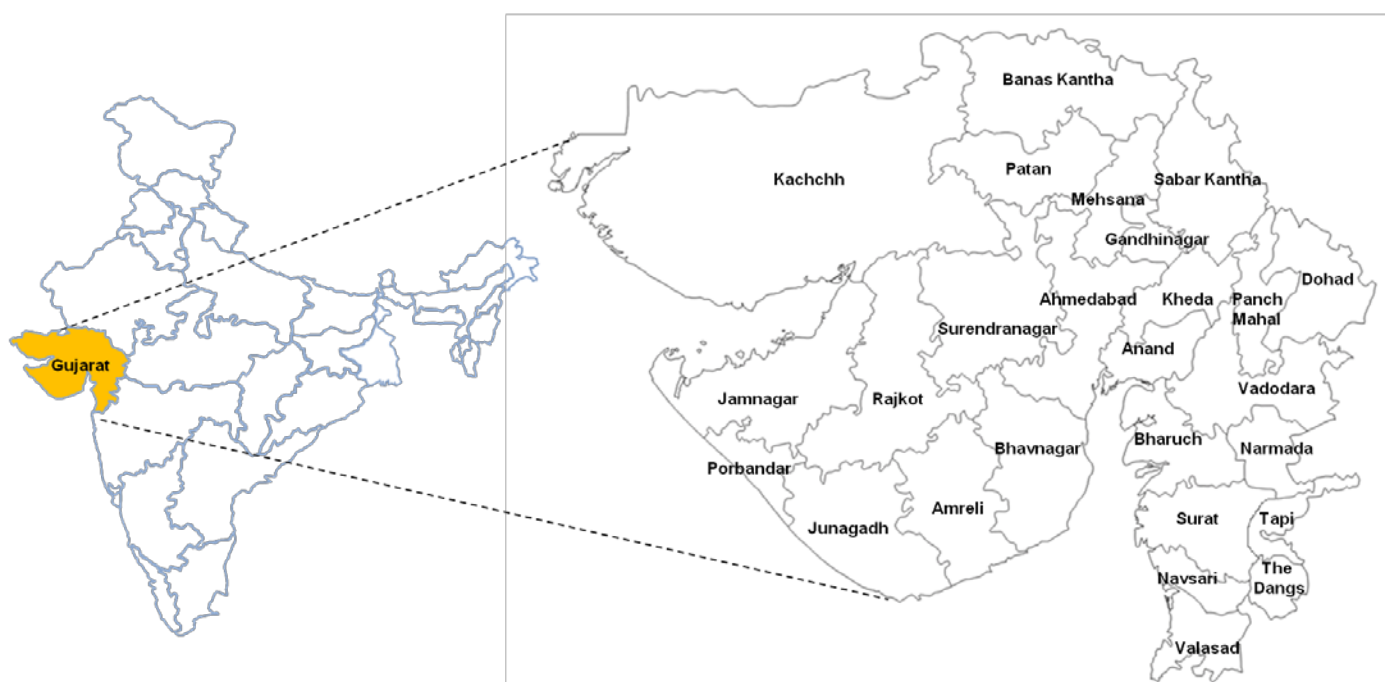 Gujarat
Banas Kantha
Patan
Kachchh
Mehsana
Sabar Kantha
Gandhinagar
Dohad
Ahmedabad
Kheda
Panch
Mahal
Surendranagar
Anand
Vadodara
Jamnagar
Rajkot
Bhavnagar
Bharuch
Narmada
Porbandar
Amreli
Junagadh
Surat
Tapi
Navsari
The
Dangs
Valasad